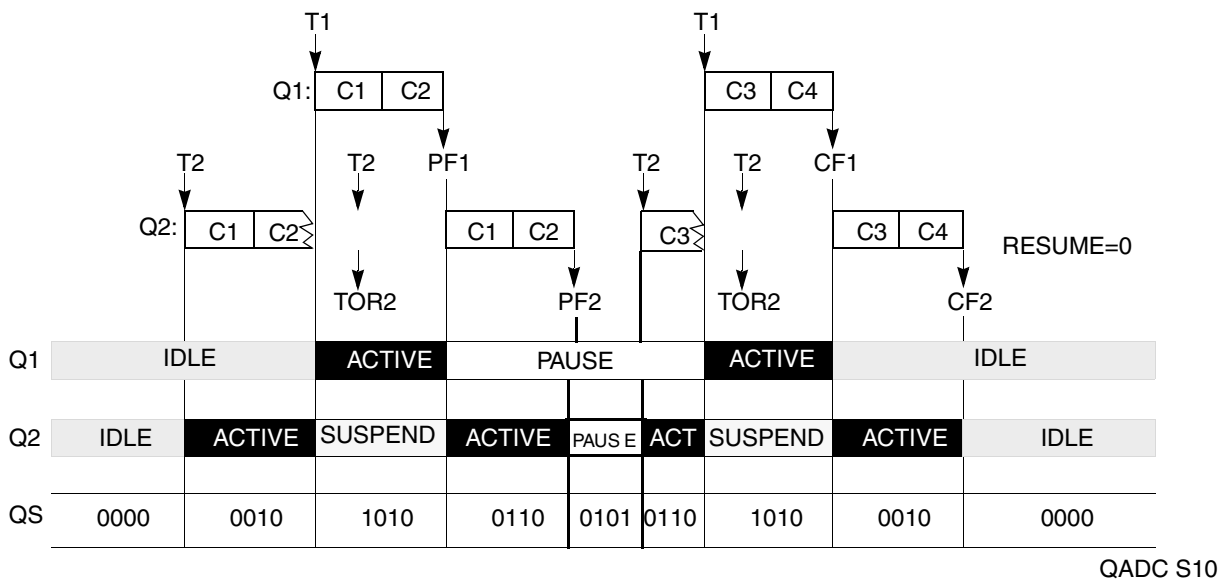 T1 T1
Q1: C1 C2 C3 C4
T2 T2 PF1 T2 T2 CF1
Q2: C1 C2 C1 C2 C3 C3 C4 RESUME=0
TOR2 PF2 TOR2 CF2
Q1 IDLE ACTIVE PAUSE ACTIVE IDLE
Q2 IDLE ACTIVE SUSPEND ACTIVE PAUSE ACT SUSPEND ACTIVE IDLE
QS 0000 0010 1010 0110 0101 0110 1010 0010 0000
QADC S10